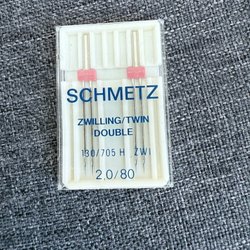 SCHMETZ
ZWILLING/TWIN
DOUBLE
130/705 H ZWI
2,0/80